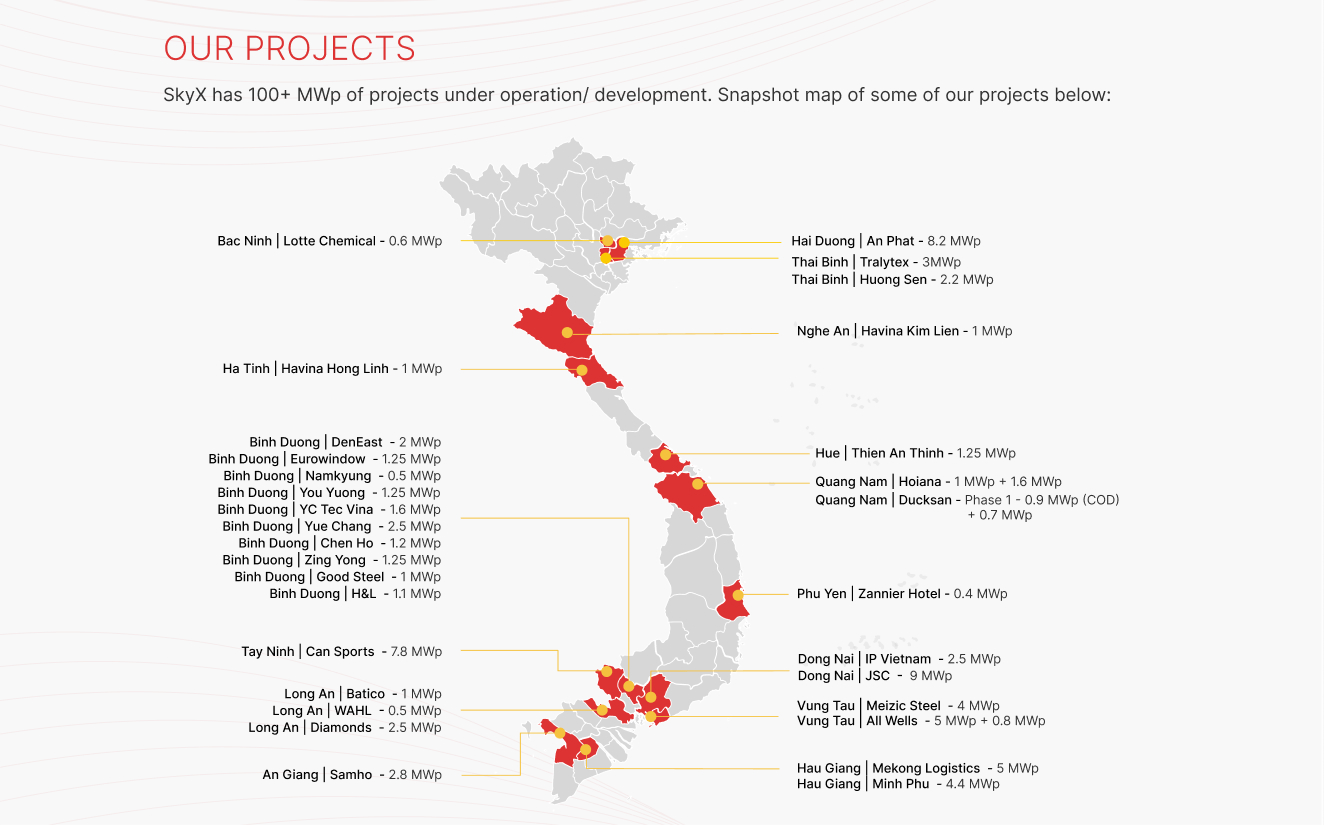 OUR PROJECTS
SkyX has 100+ MWp of projects under operation/ development. Snapshot map of some of our projects below:
Bac Ninh | Lotte Chemical - 0.6 MWp
Ha Tinh | Havina Hong Linh - 1 MWp
Binh Duong | DenEast - 2 MWp
Binh Duong | Eurowindow - 1.25 MWp
Binh Duong | Namkyung - 0.5 MWp
Binh Duong | You Yuong - 1.25 MWp
Binh Duong | YC Tec Vina - 1.6 MWp
Binh Duong | Yue Chang - 2.5 MWp
Binh Duong | Chen Ho - 1.2 MWp
Binh Duong | Zing Yong - 1.25 MWp
Binh Duong | Good Steel - 1 MWp
Binh Duong | H&L - 1.1 MWp
Tay Ninh | Can Sports - 7.8 MWp
Long An | Batico - 1 MWp
Long An | WAHL - 0.5 MWp
Long An | Diamonds - 2.5 MWp
An Giang | Samho - 2.8 MWp
Hai Duong | An Phat - 8.2 MWp
Thai Binh | Tralytex - 3MWp
Thai Binh | Huong Sen - 2.2 MWp
Nghe An | Havina Kim Lien - 1 MWp
Hue | Thien An Thinh - 1.25 MWp
Quang Nam | Hoiana - 1 MWp + 1.6 MWp
Quang Nam | Ducksan - Phase 1 - 0.9 MWp (COD)
+ 0.7 MWp
Phu Yen | Zannier Hotel - 0.4 MWp
Dong Nai | IP Vietnam - 2.5 MWp
Dong Nai | JSC - 9 MWp
Vung Tau | Meizic Steel - 4 MWp
Vung Tau | All Wells - 5 MWp + 0.8 MWp
Hau Giang | Mekong Logistics - 5 MWp
Hau Giang | Minh Phu - 4.4 MWp